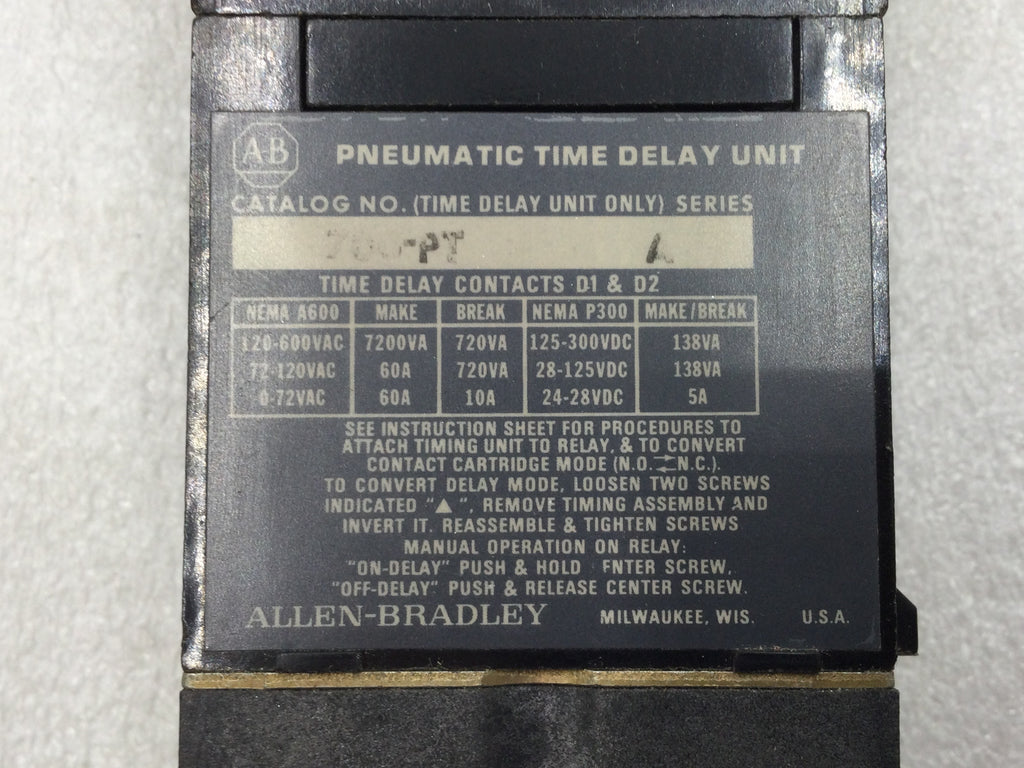 AB PNEUMATIC TIME DELAY UNIT
CATALOG NO. (TIME DELAY UNIT ONLY) SERIES
700-PT A
TIME DELAY CONTACTS D1 & D2
NEMA A600 MAKE BREAK NEMA P300 MAKE/BREAK
120-600VAC 7200VA 720VA 125-300VDC 138VA
72-120VAC 60A 720VA 28-125VDC 138VA
0-72VAC 60A 10A 24-28VDC 5A
SEE INSTRUCTION SHEET FOR PROCEDURES TO
ATTACH TIMING UNIT TO RELAY, & TO CONVERT
CONTACT CARTRIDGE MODE (N.O.⇄N.C.).
TO CONVERT DELAY MODE, LOOSEN TWO SCREWS
INDICATED "▲", REMOVE TIMING ASSEMBLY AND
INVERT IT. REASSEMBLE & TIGHTEN SCREWS
MANUAL OPERATION ON RELAY:
"ON-DELAY" PUSH & HOLD ENTER SCREW,
"OFF-DELAY" PUSH & RELEASE CENTER SCREW.
ALLEN-BRADLEY MILWAUKEE, WIS. U.S.A.